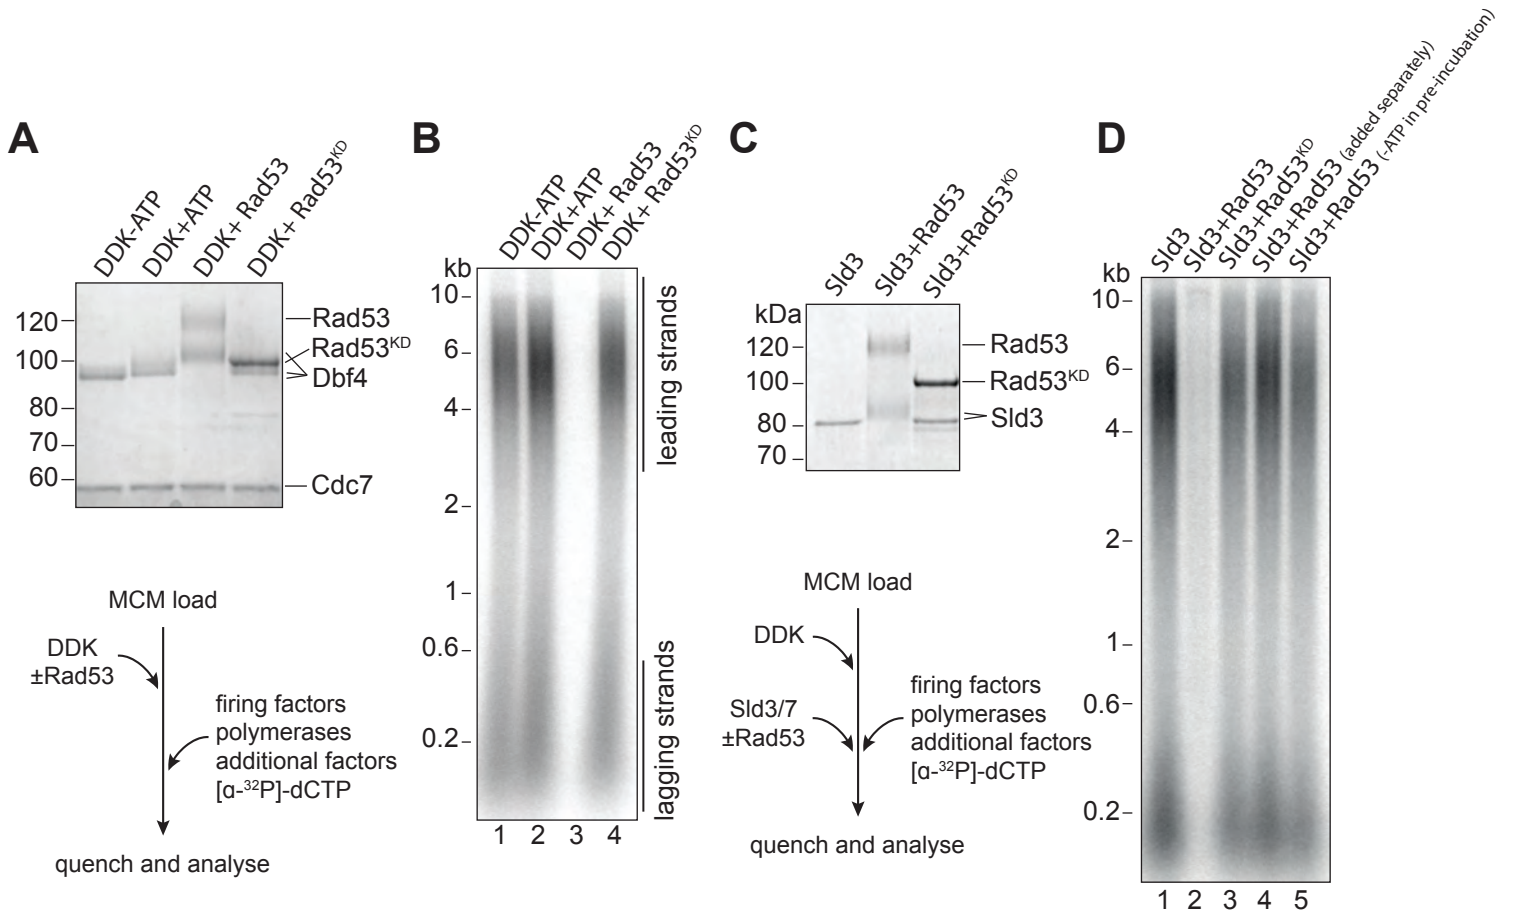 A
DDK-ATP
DDK+ATP
DDK+ Rad53
DDK+ Rad53KD
120
100
80
70
60
Rad53
Rad53KD
Dbf4
Cdc7
MCM load
DDK
±Rad53
firing factors
polymerases
additional factors
[α-32P]-dCTP
quench and analyse
B
DDK-ATP
DDK+ATP
DDK+ Rad53
DDK+ Rad53KD
kb
10
6
4
2
1
0.6
0.2
leading strands
lagging strands
1 2 3 4
C
Sld3
Sld3+Rad53
Sld3+Rad53KD
kDa
120
100
80
70
Rad53
Rad53KD
Sld3
MCM load
DDK
Sld3/7
±Rad53
firing factors
polymerases
additional factors
[α-32P]-dCTP
quench and analyse
D
Sld3
Sld3+Rad53
Sld3+Rad53KD
Sld3+Rad53 (added separately)
Sld3+Rad53 (-ATP in pre-incubation)
kb
10
6
4
2
1
0.6
0.2
1 2 3 4 5